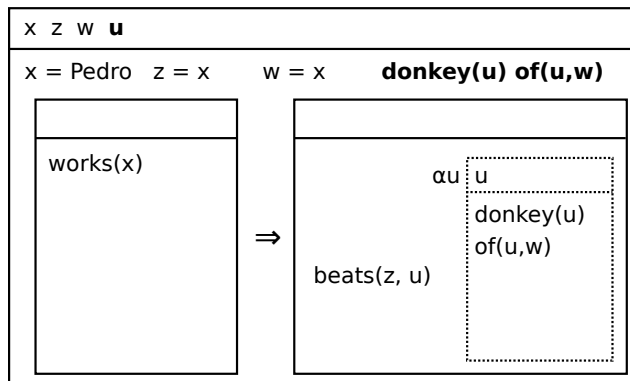 x z w u
x = Pedro z = x w = x donkey(u) of(u,w)
works(x)
⇒
αu u
donkey(u)
of(u,w)
beats(z, u)